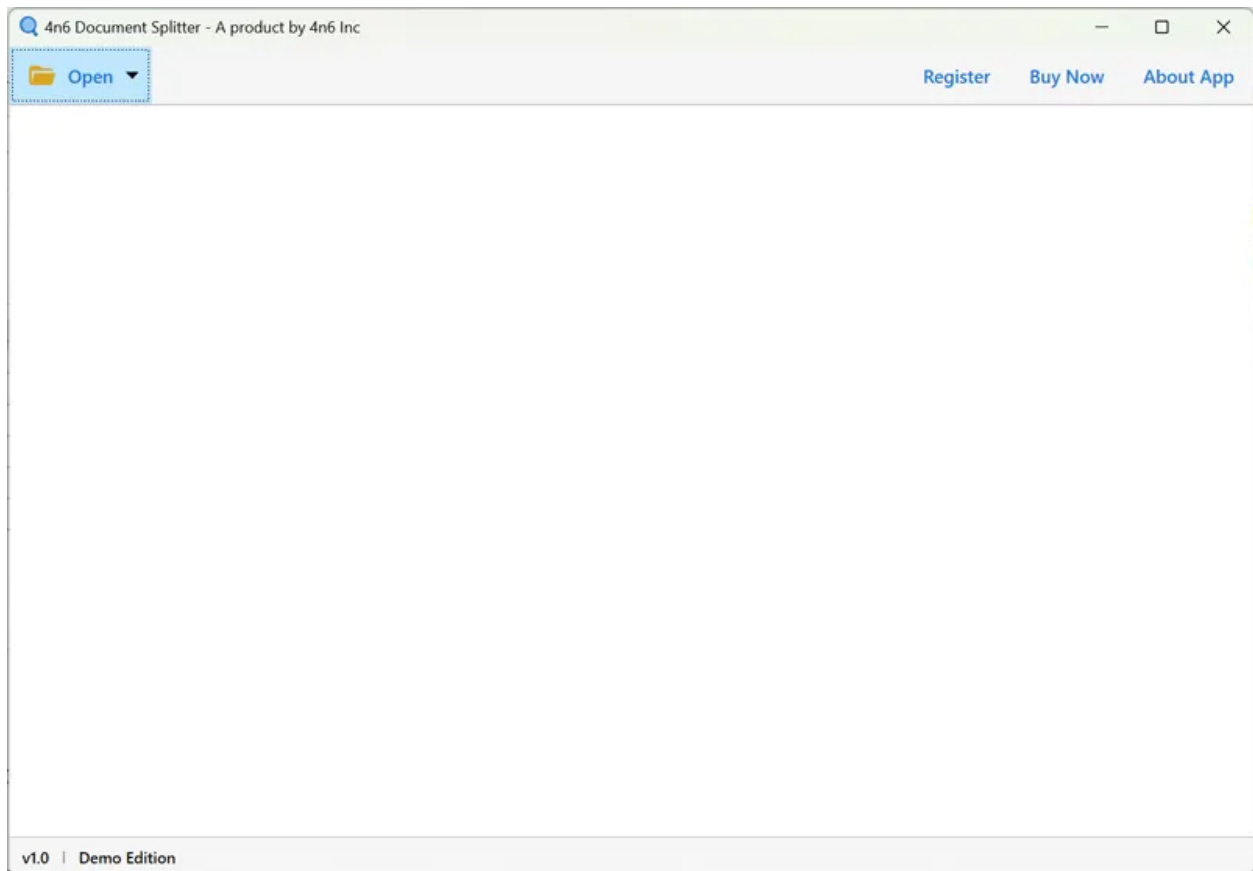 4n6 Document Splitter - A product by 4n6 Inc
Open Register Buy Now About App
v1.0 | Demo Edition